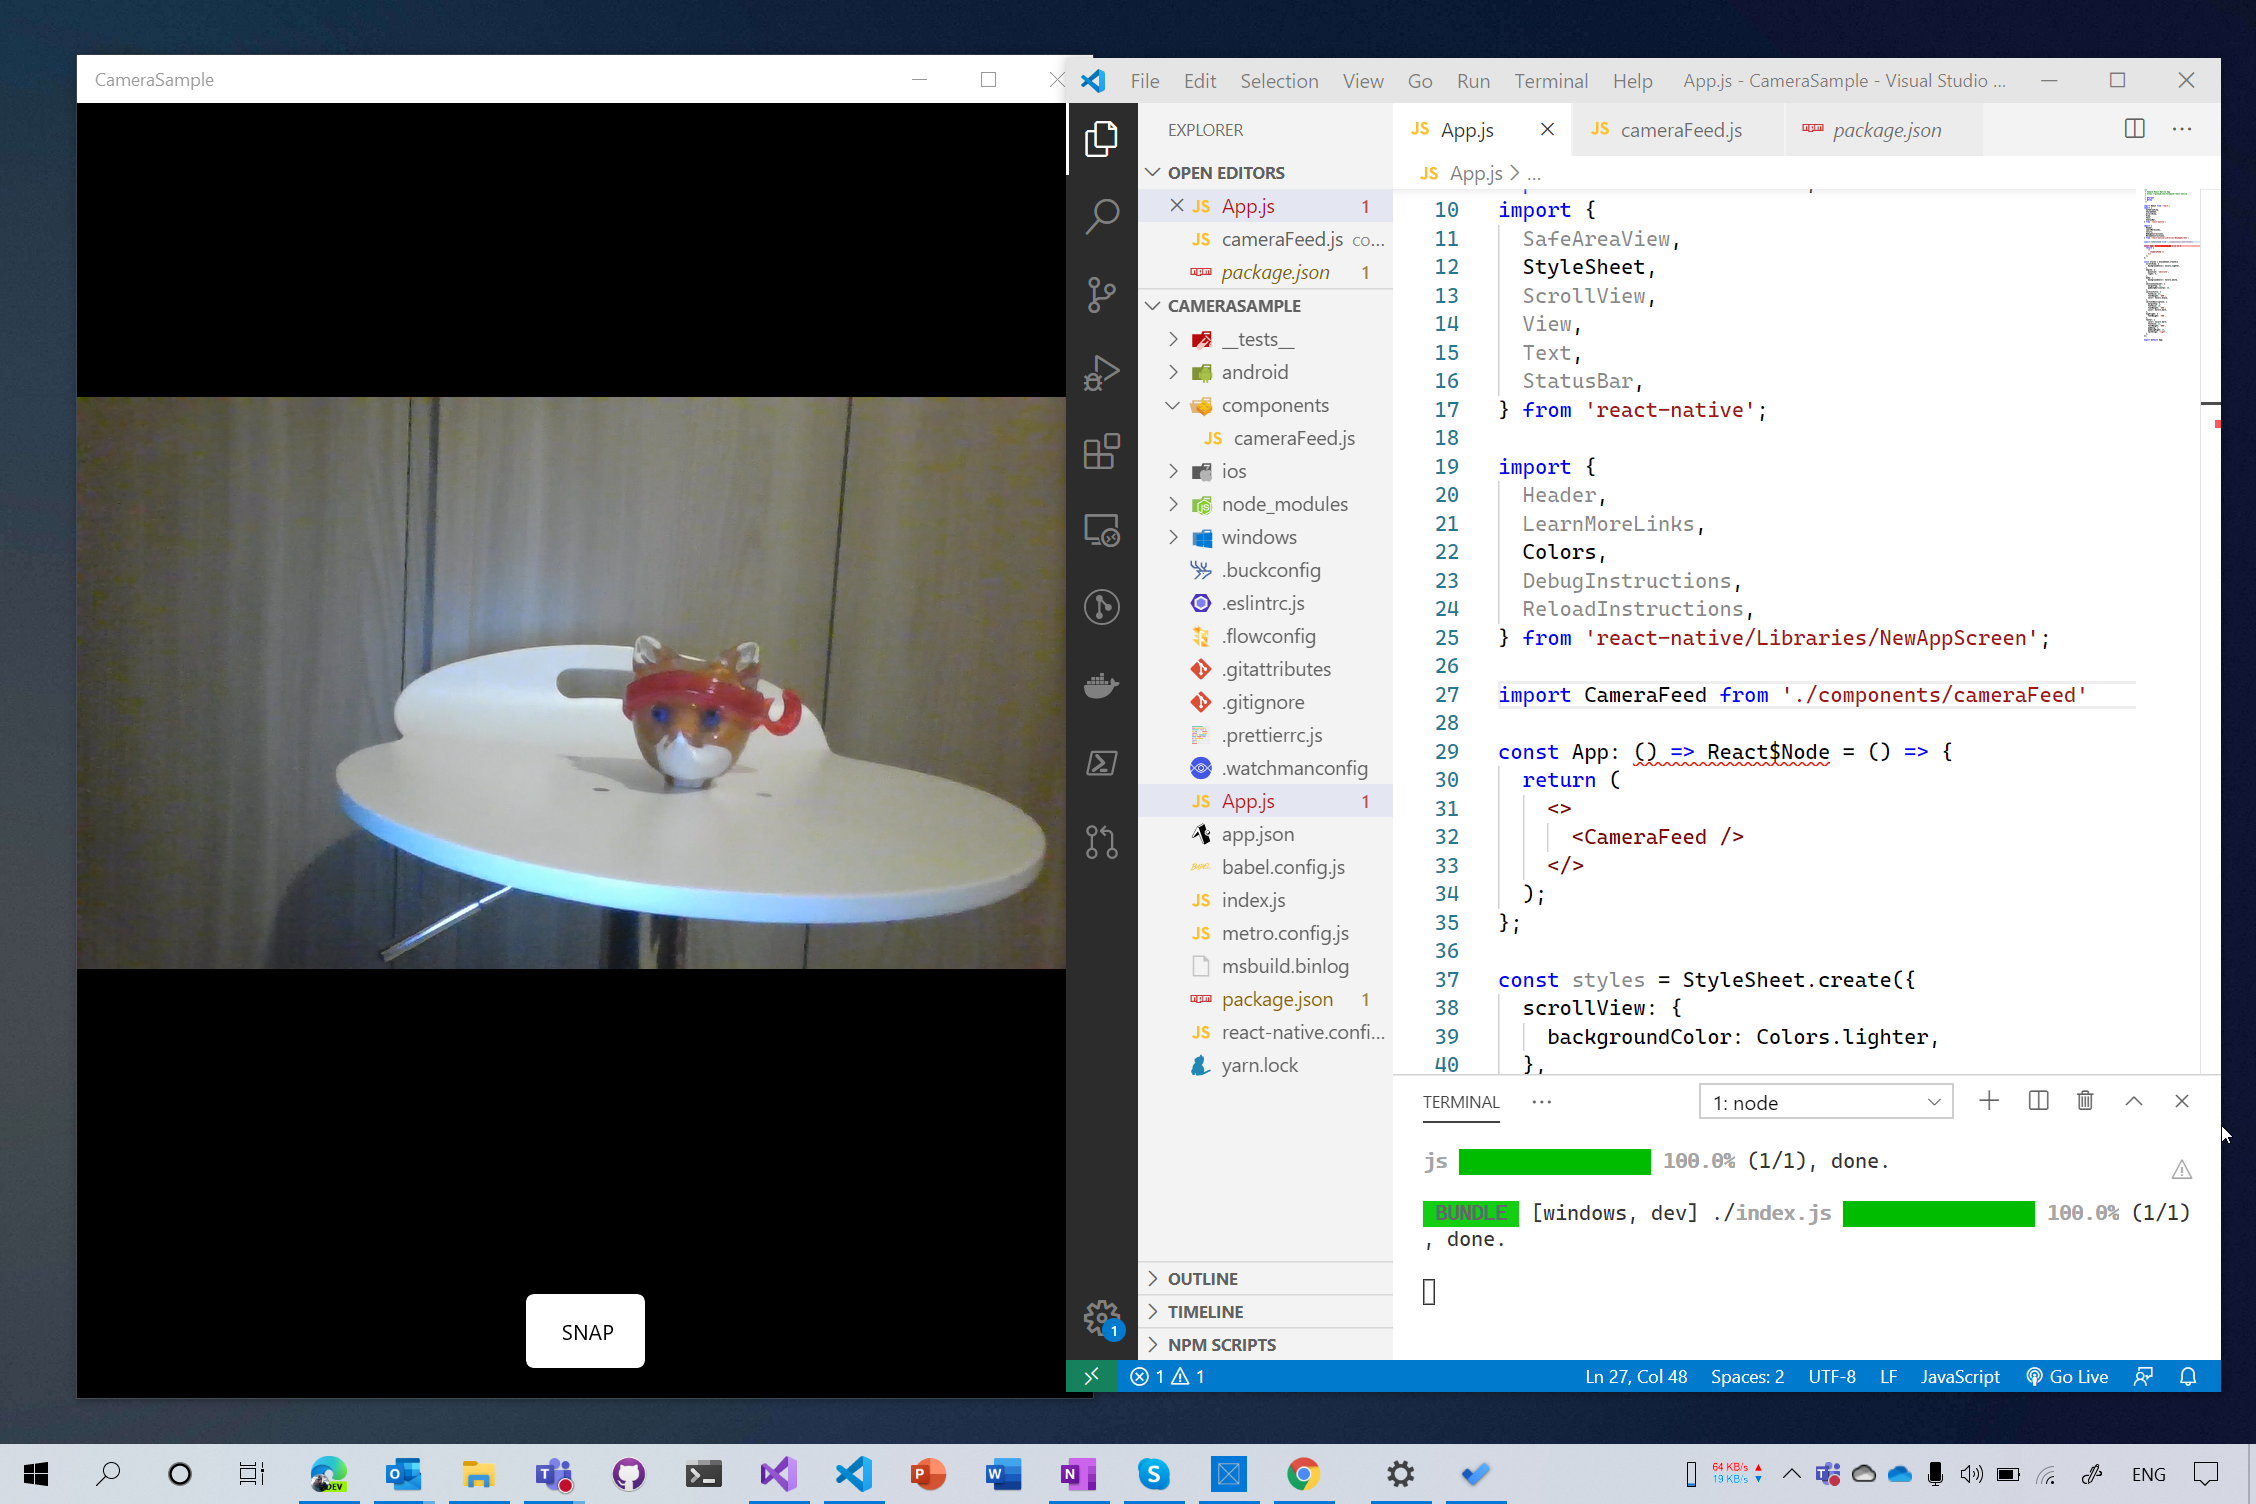 CameraSample
SNAP
File Edit Selection View Go Run Terminal Help App.js - CameraSample - Visual Studio ...
EXPLORER
OPEN EDITORS
JS App.js 1
JS cameraFeed.js co...
package.json 1
CAMERASAMPLE
__tests__
android
components
JS cameraFeed.js
ios
node_modules
windows
.buckconfig
.eslintrc.js
.flowconfig
.gitattributes
.gitignore
.prettierrc.js
.watchmanconfig
JS App.js 1
app.json
babel.config.js
JS index.js
JS metro.config.js
msbuild.binlog
package.json 1
JS react-native.confi...
yarn.lock
OUTLINE
TIMELINE
NPM SCRIPTS
JS App.js JS cameraFeed.js package.json ...
JS App.js > ...
10 import {
11 SafeAreaView,
12 StyleSheet,
13 ScrollView,
14 View,
15 Text,
16 StatusBar,
17 } from 'react-native';
18
19 import {
20 Header,
21 LearnMoreLinks,
22 Colors,
23 DebugInstructions,
24 ReloadInstructions,
25 } from 'react-native/Libraries/NewAppScreen';
26
27 import CameraFeed from './components/cameraFeed'
28
29 const App: () => React$Node = () => {
30 return (
31 <>
32 <CameraFeed />
33 </>
34 );
35 };
36
37 const styles = StyleSheet.create({
38 scrollView: {
39 backgroundColor: Colors.lighter,
40 },
TERMINAL ... 1: node
js 100.0% (1/1), done.
BUNDLE [windows, dev] ./index.js 100.0% (1/1)
, done.
1
1 1 Ln 27, Col 48 Spaces: 2 UTF-8 LF JavaScript Go Live
DEV
64 KB/s
19 KB/s
ENG